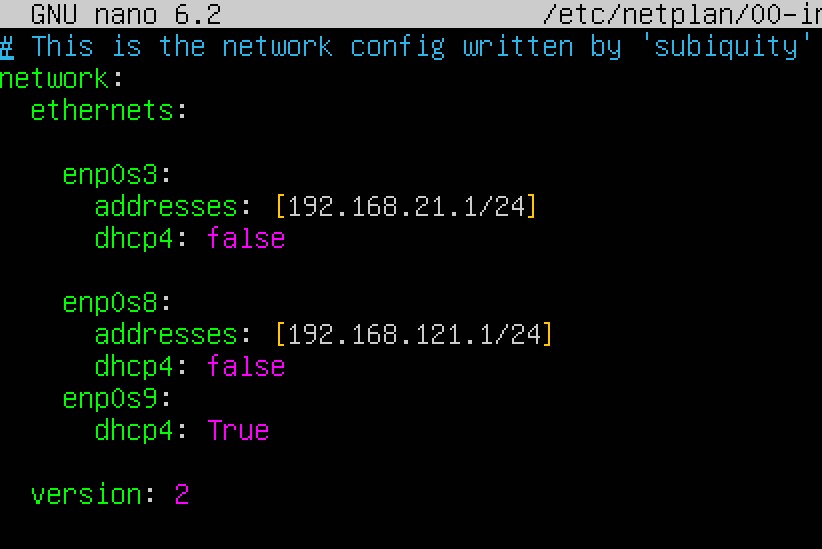 GNU nano 6.2 /etc/netplan/00-in
# This is the network config written by 'subiquity'
network:
  ethernets:
    enp0s3:
      addresses: [192.168.21.1/24]
      dhcp4: false
    enp0s8:
      addresses: [192.168.121.1/24]
      dhcp4: false
    enp0s9:
      dhcp4: True
  version: 2